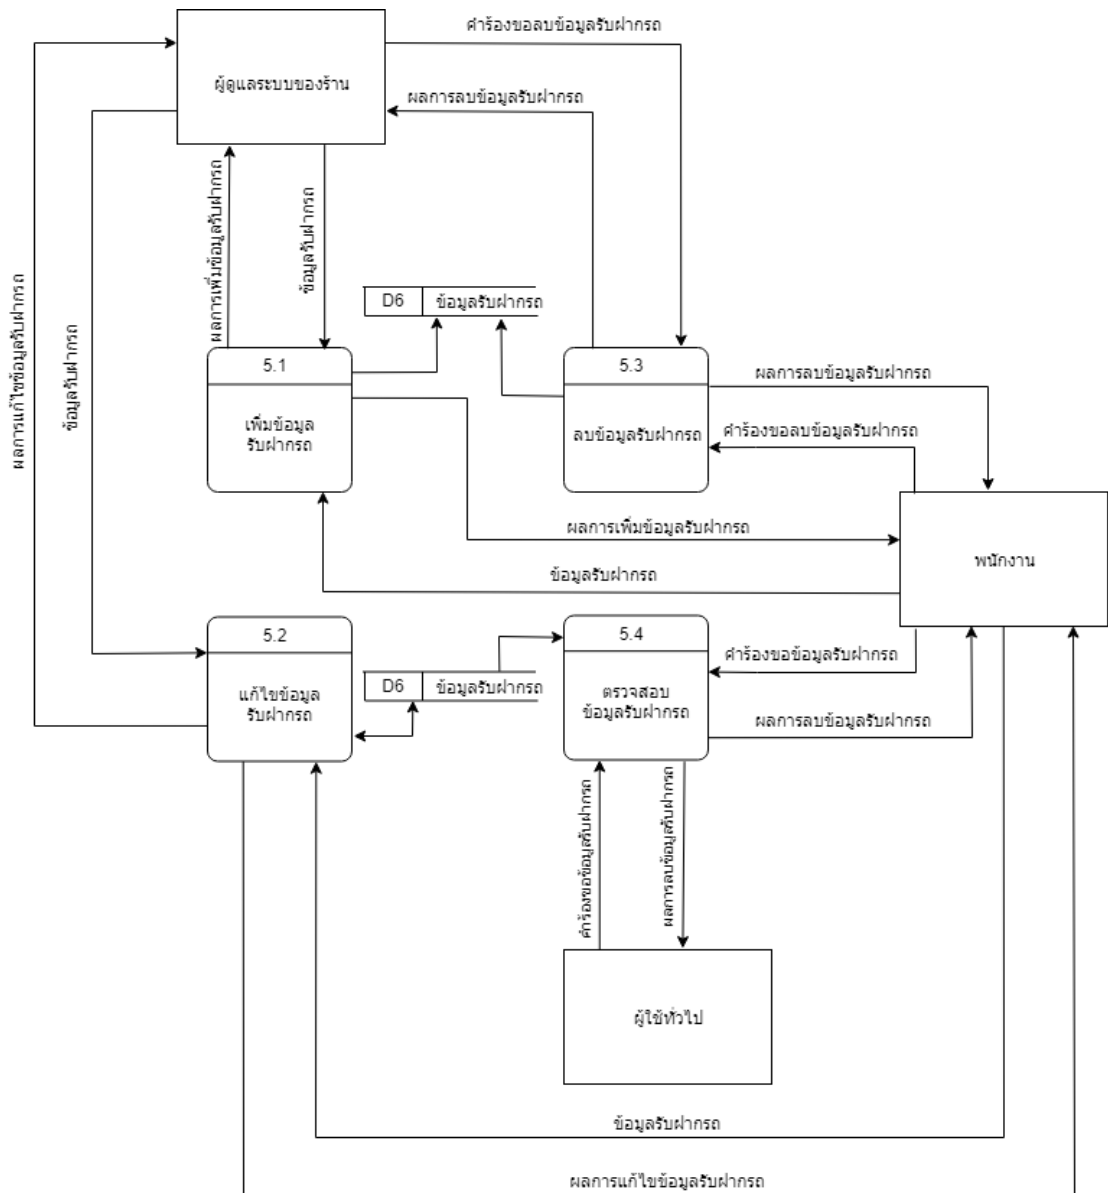 คำร้องขอลบข้อมูลรับฝากรถ
ผู้ดูแลระบบของร้าน
ผลการลบข้อมูลรับฝากรถ
ผลการเพิ่มข้อมูลรับฝากรถ
ข้อมูลรับฝากรถ
ผลการแก้ไขข้อมูลรับฝากรถ
ข้อมูลรับฝากรถ
D6 ข้อมูลรับฝากรถ
5.1
เพิ่มข้อมูล
รับฝากรถ
5.3
ลบข้อมูลรับฝากรถ
ผลการลบข้อมูลรับฝากรถ
คำร้องขอลบข้อมูลรับฝากรถ
ผลการเพิ่มข้อมูลรับฝากรถ
พนักงาน
ข้อมูลรับฝากรถ
5.2
แก้ไขข้อมูล
รับฝากรถ
D6 ข้อมูลรับฝากรถ
5.4
ตรวจสอบ
ข้อมูลรับฝากรถ
คำร้องขอข้อมูลรับฝากรถ
ผลการลบข้อมูลรับฝากรถ
คำร้องขอข้อมูลรับฝากรถ
ผลการลบข้อมูลรับฝากรถ
ผู้ใช้ทั่วไป
ข้อมูลรับฝากรถ
ผลการแก้ไขข้อมูลรับฝากรถ